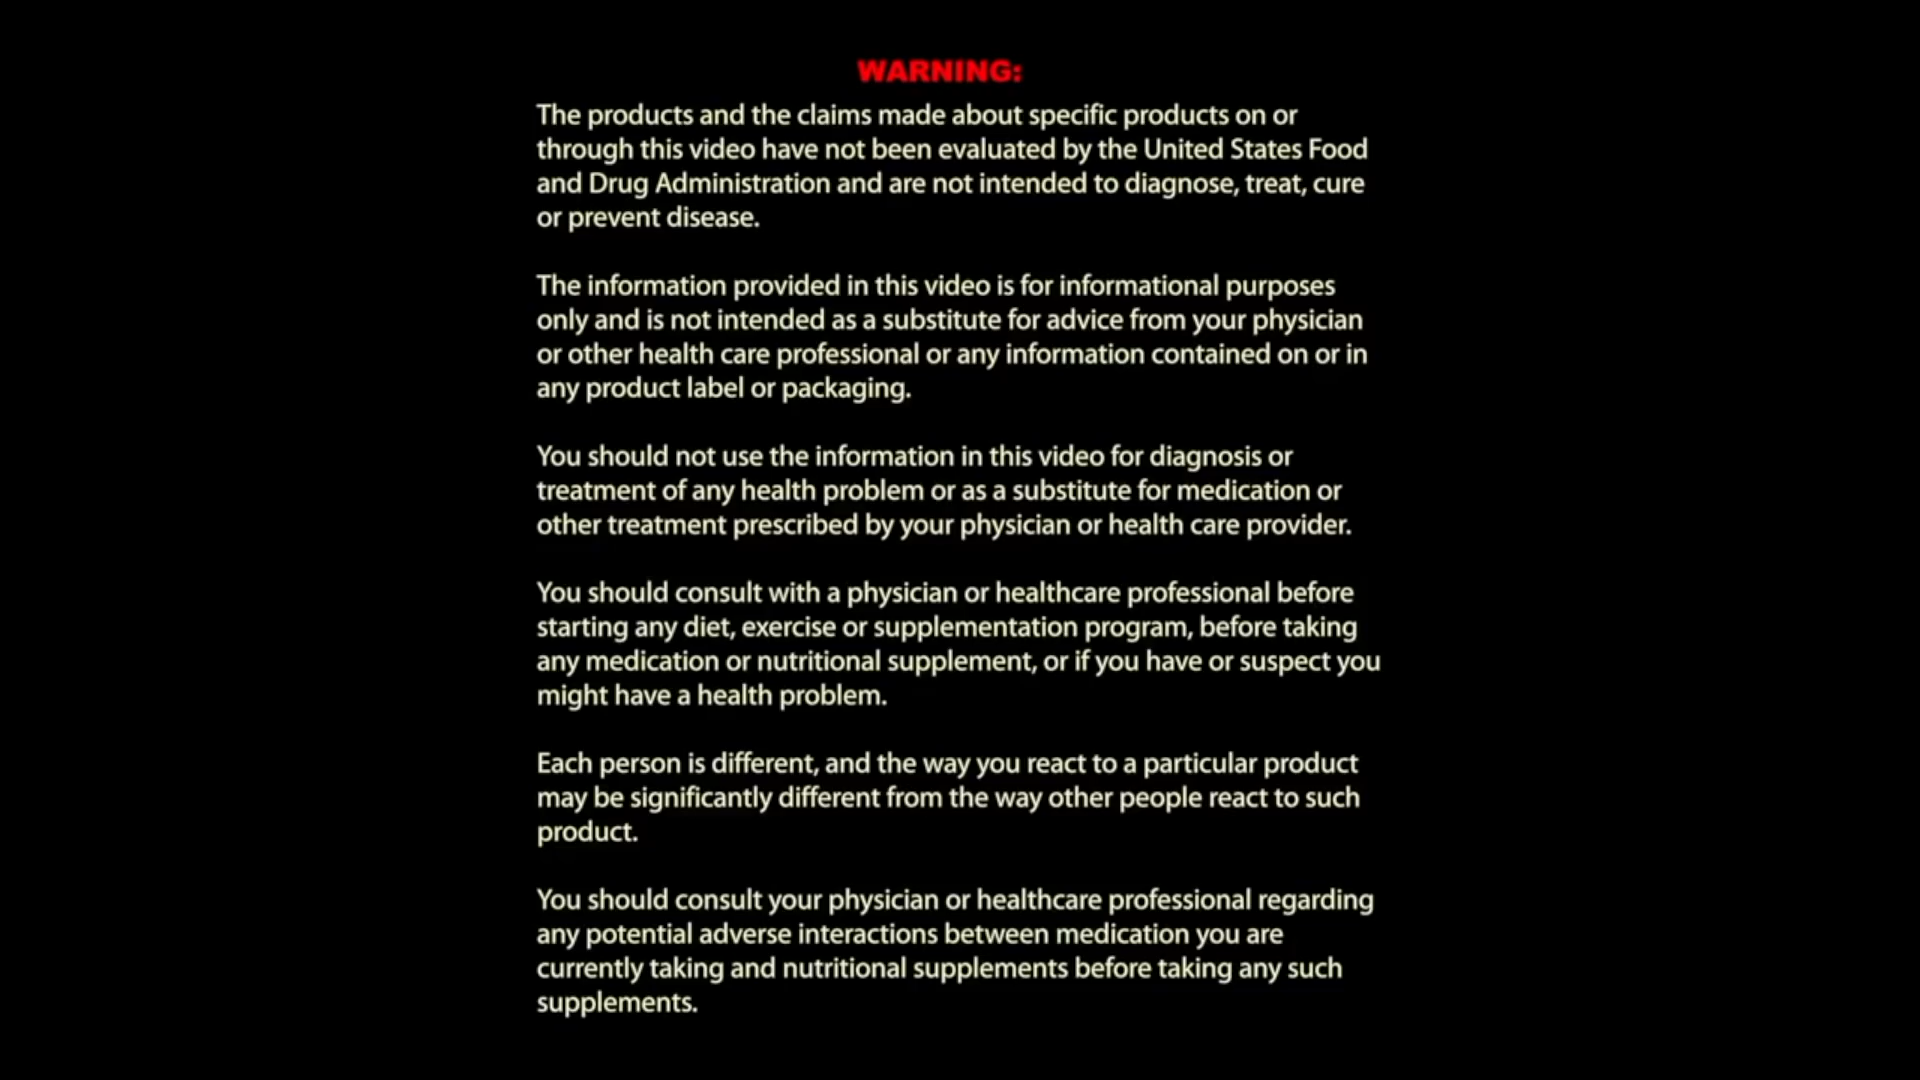 WARNING:
The products and the claims made about specific products on or
through this video have not been evaluated by the United States Food
and Drug Administration and are not intended to diagnose, treat, cure
or prevent disease.
The information provided in this video is for informational purposes
only and is not intended as a substitute for advice from your physician
or other health care professional or any information contained on or in
any product label or packaging.
You should not use the information in this video for diagnosis or
treatment of any health problem or as a substitute for medication or
other treatment prescribed by your physician or health care provider.
You should consult with a physician or healthcare professional before
starting any diet, exercise or supplementation program, before taking
any medication or nutritional supplement, or if you have or suspect you
might have a health problem.
Each person is different, and the way you react to a particular product
may be significantly different from the way other people react to such
product.
You should consult your physician or healthcare professional regarding
any potential adverse interactions between medication you are
currently taking and nutritional supplements before taking any such
supplements.